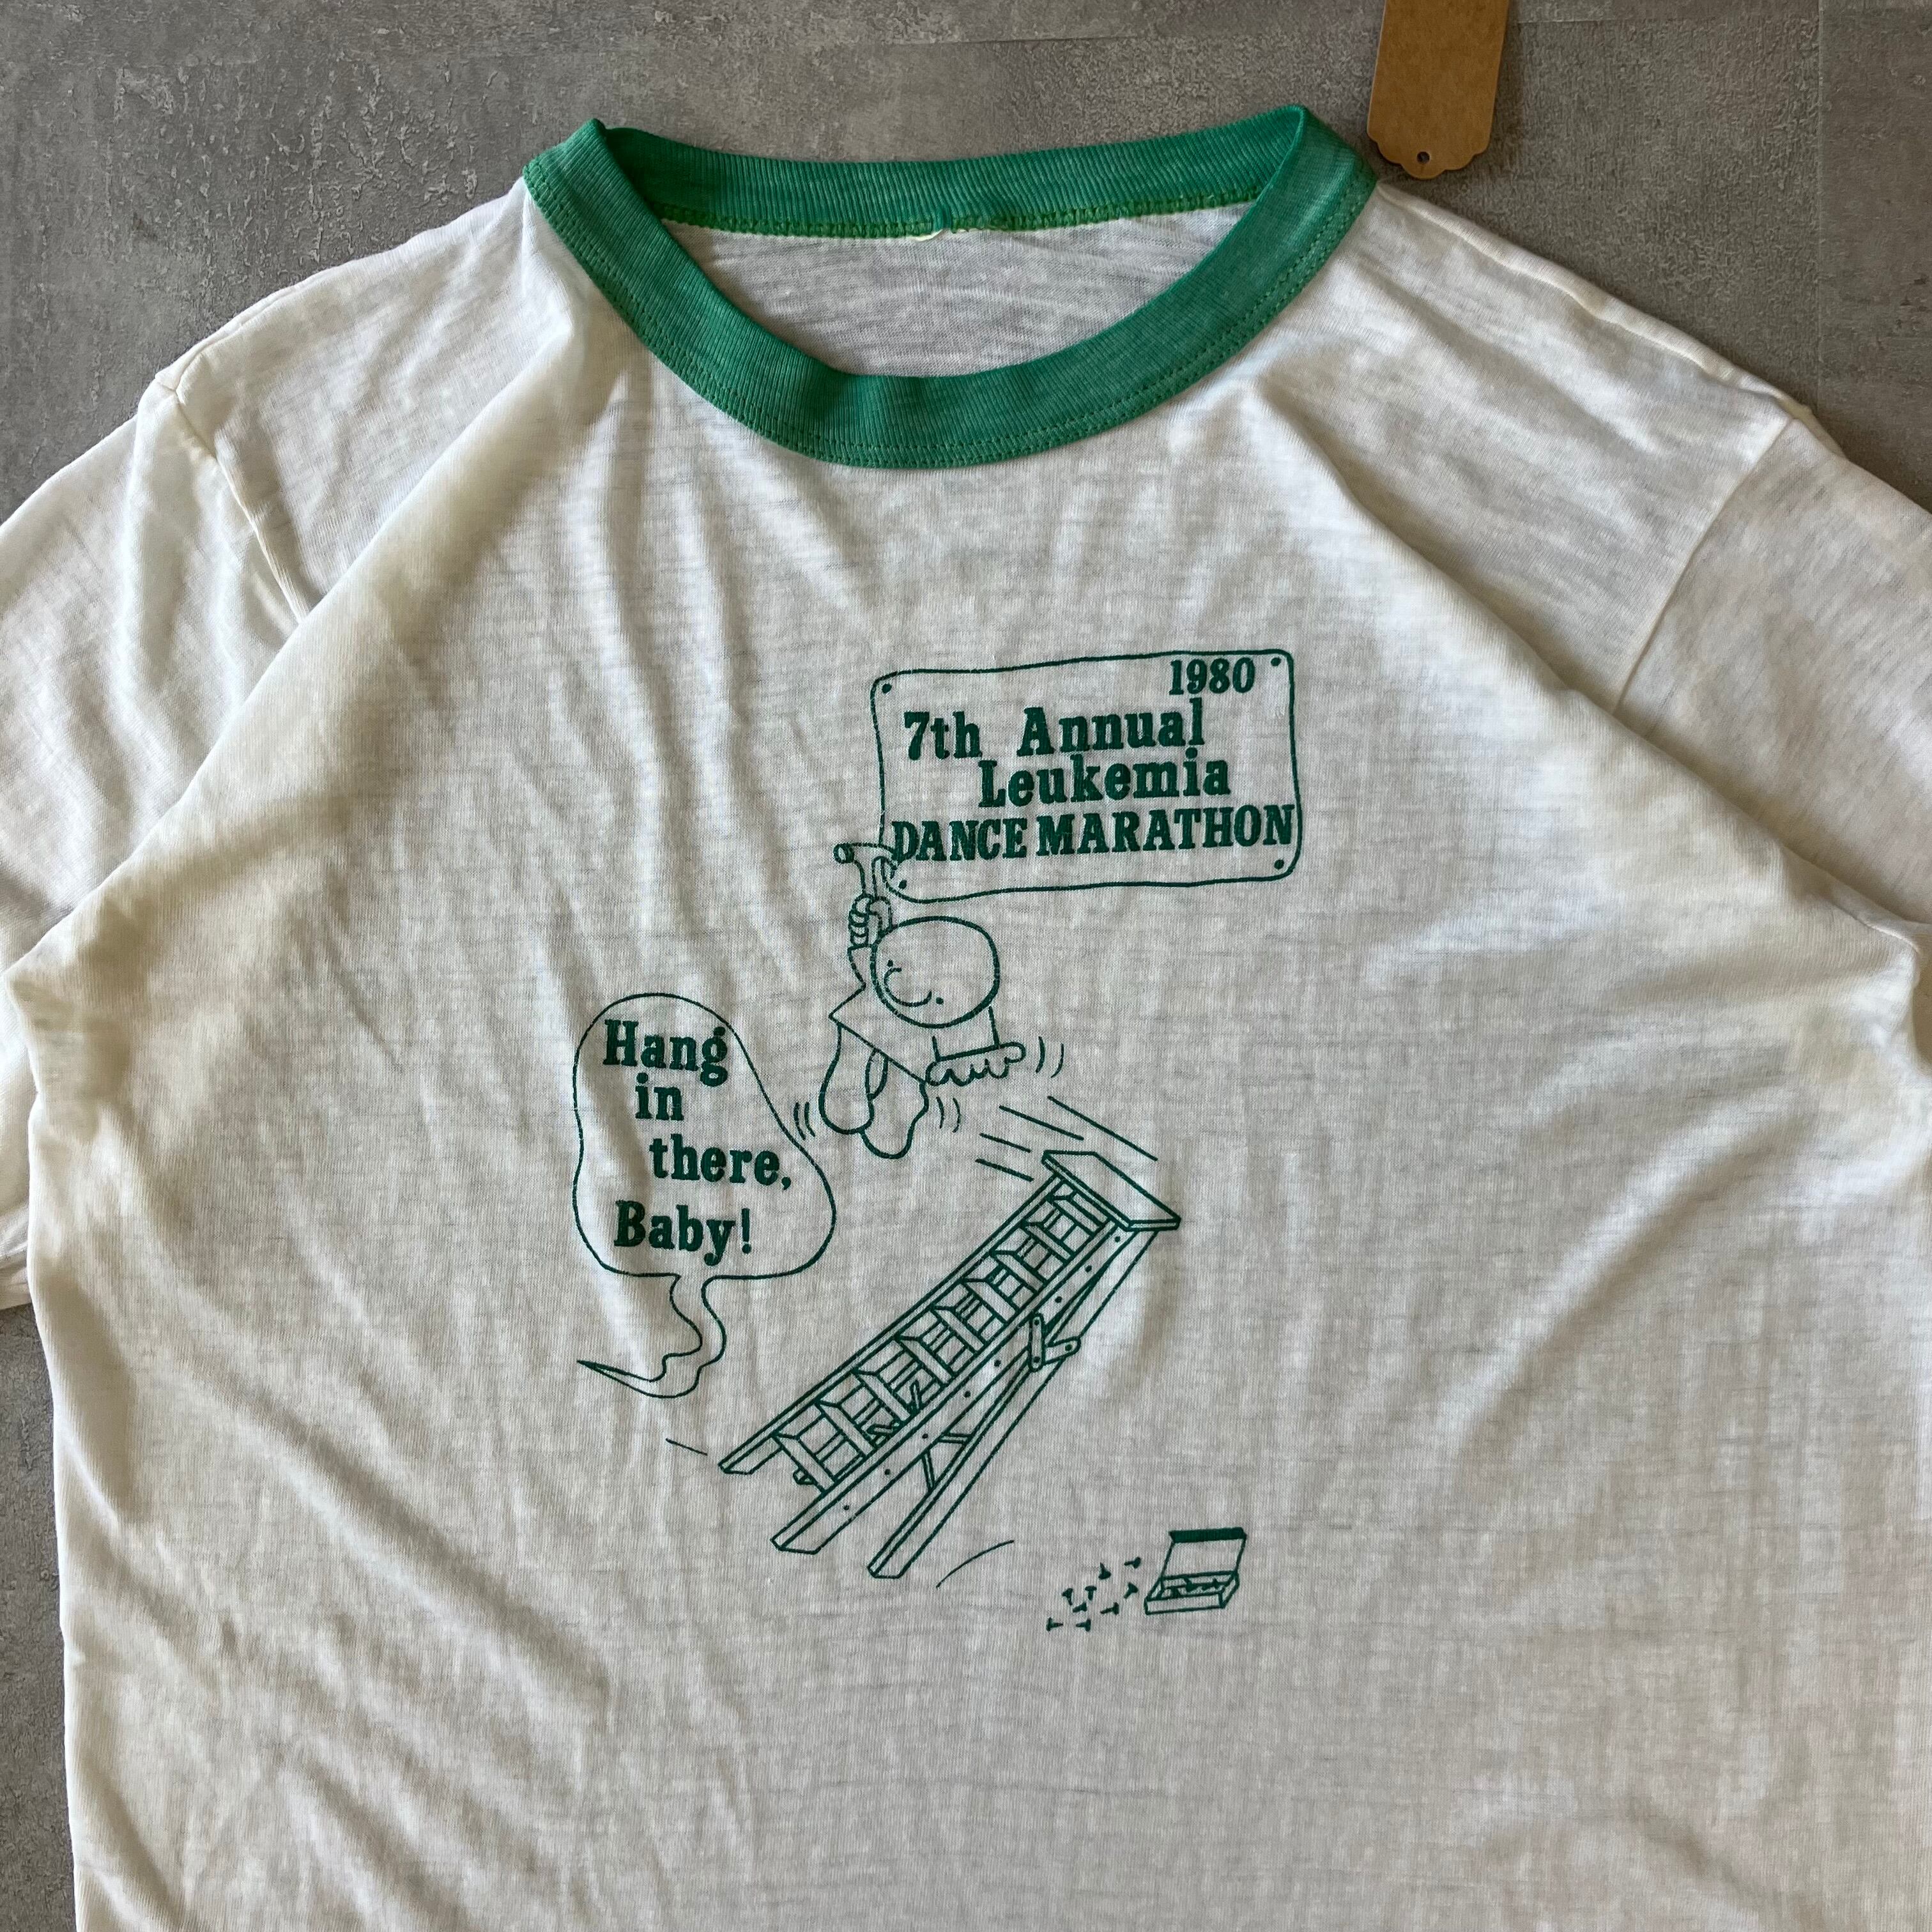 1980
7th Annual
Leukemia
DANCE MARATHON
Hang
in
there,
Baby!